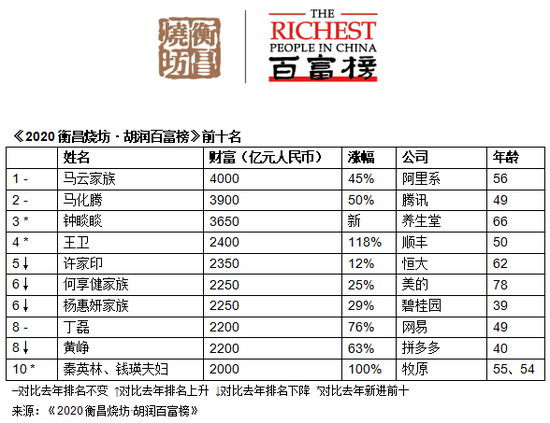 衡昌燒坊
THE
RICHEST
PEOPLE IN CHINA
百富榜
《2020衡昌烧坊·胡润百富榜》前十名
姓名 财富（亿元人民币） 涨幅 公司 年龄
1 - 马云家族 4000 45% 阿里系 56
2 - 马化腾 3900 50% 腾讯 49
3 * 钟睒睒 3650 新 养生堂 66
4 * 王卫 2400 118% 顺丰 50
5↓ 许家印 2350 12% 恒大 62
6↓ 何享健家族 2250 25% 美的 78
6↓ 杨惠妍家族 2250 29% 碧桂园 39
8 - 丁磊 2200 76% 网易 49
8↓ 黄峥 2200 63% 拼多多 40
10 * 秦英林、钱瑛夫妇 2000 100% 牧原 55、54
–对比去年排名不变 ↑对比去年排名上升 ↓对比去年排名下降 *对比去年新进前十
来源：《2020衡昌烧坊·胡润百富榜》